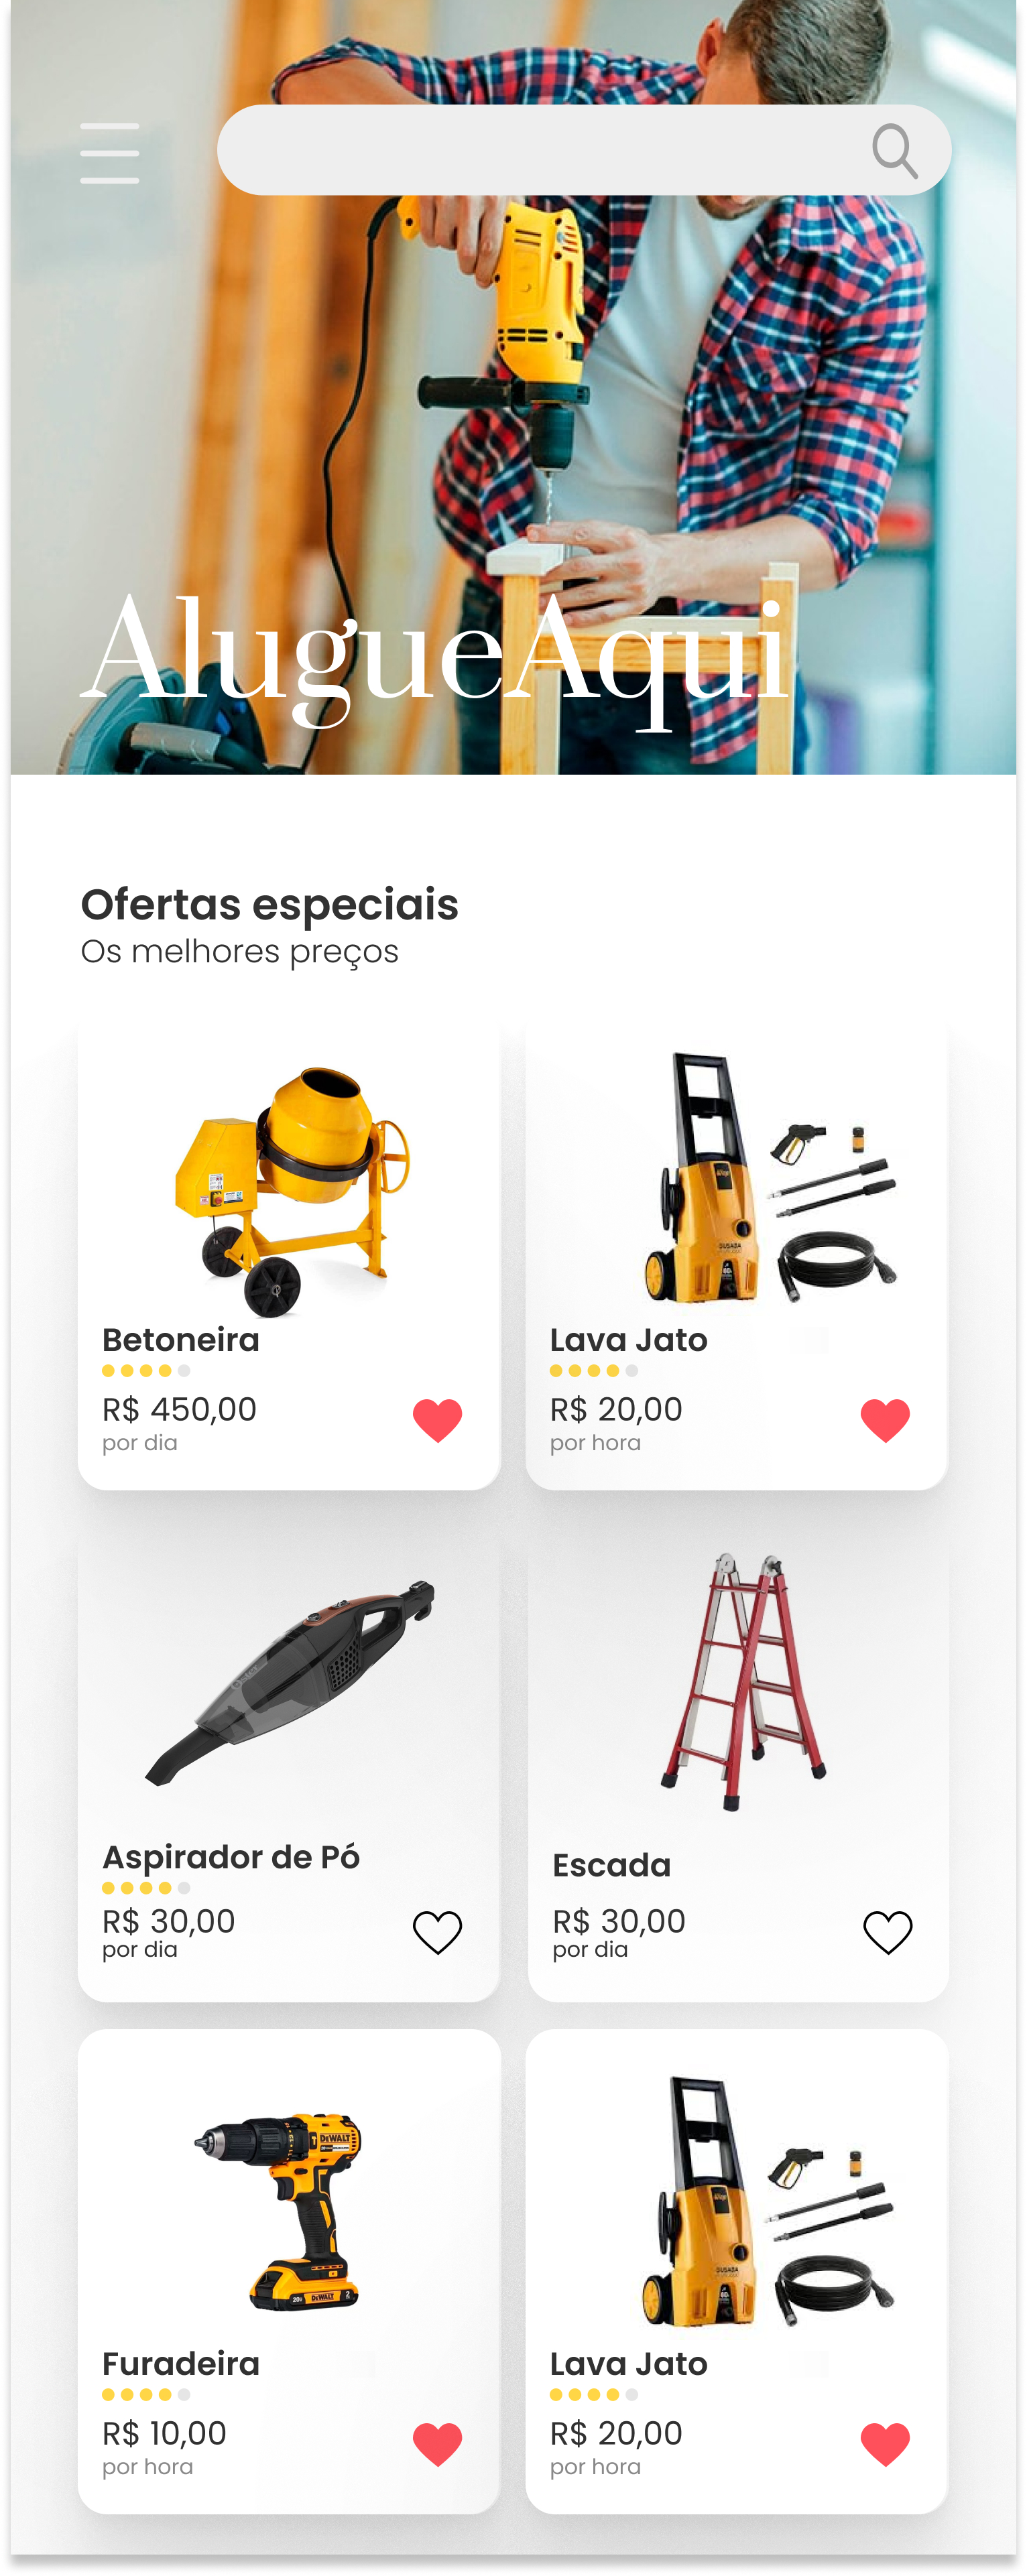 AlugueAqui
Ofertas especiais
Os melhores preços
Betoneira
R$ 450,00
por dia
Lava Jato
R$ 20,00
por hora
Aspirador de Pó
R$ 30,00
por dia
Escada
R$ 30,00
por dia
DEWALT
DEWALT
Furadeira
R$ 10,00
por hora
Lava Jato
R$ 20,00
por hora